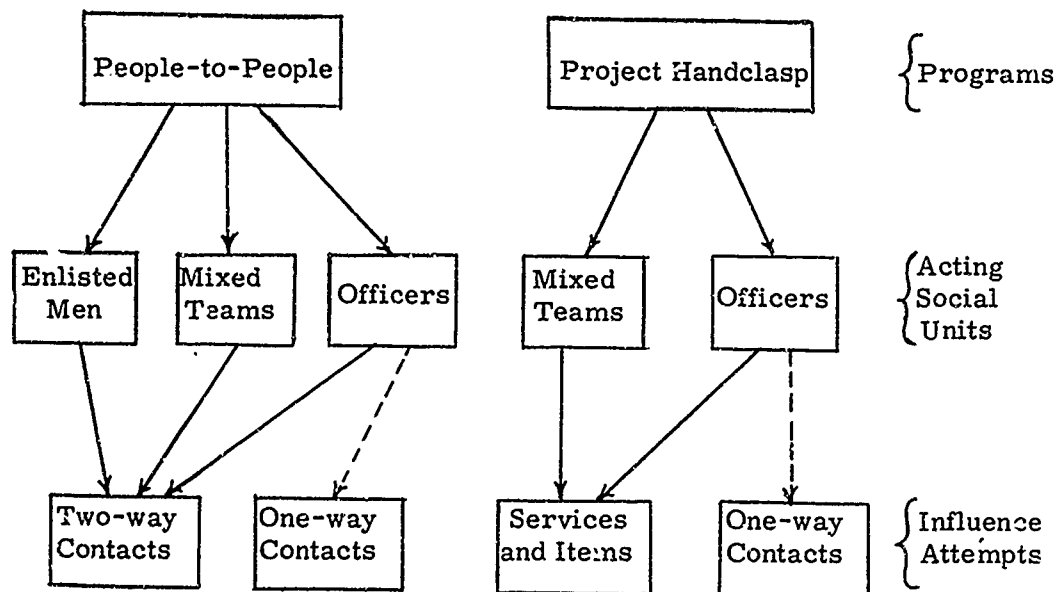 People-to-People
Project Handclasp
Programs
Enlisted
Men
Mixed
Teams
Officers
Mixed
Teams
Officers
Acting
Social
Units
Two-way
Contacts
One-way
Contacts
Services
and Items
One-way
Contacts
Influence
Attempts